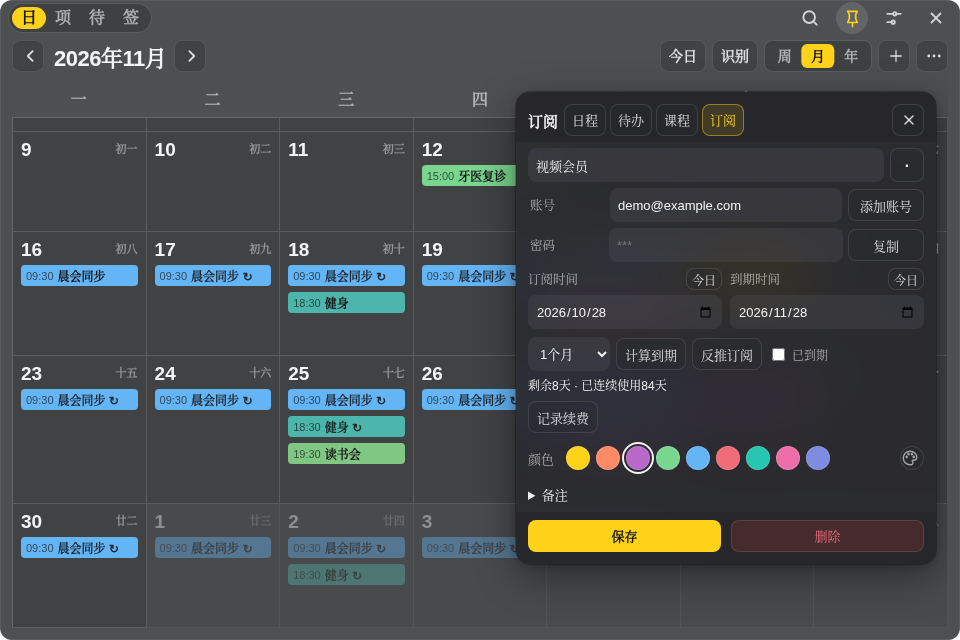 日 项 待 签
2026年11月
今日 识别 周 月 年
一 二 三 四
9 初一 10 初二 11 初三 12
15:00 牙医复诊
16 初八 17 初九 18 初十 19
09:30 晨会同步 09:30 晨会同步 ↻ 09:30 晨会同步 ↻ 09:30 晨会同步
18:30 健身
23 十五 24 十六 25 十七 26
09:30 晨会同步 ↻ 09:30 晨会同步 ↻ 09:30 晨会同步 ↻ 09:30 晨会同步
18:30 健身 ↻
19:30 读书会
30 廿二 1 廿三 2 廿四 3
09:30 晨会同步 ↻ 09:30 晨会同步 ↻ 09:30 晨会同步 ↻ 09:30 晨会同步
18:30 健身 ↻
订阅 日程 待办 课程 订阅
视频会员 ·
账号 demo@example.com 添加账号
密码 *** 复制
订阅时间 今日 到期时间 今日
2026/10/28 2026/11/28
1个月 计算到期 反推订阅 已到期
剩余8天 · 已连续使用84天
记录续费
颜色
备注
保存 删除